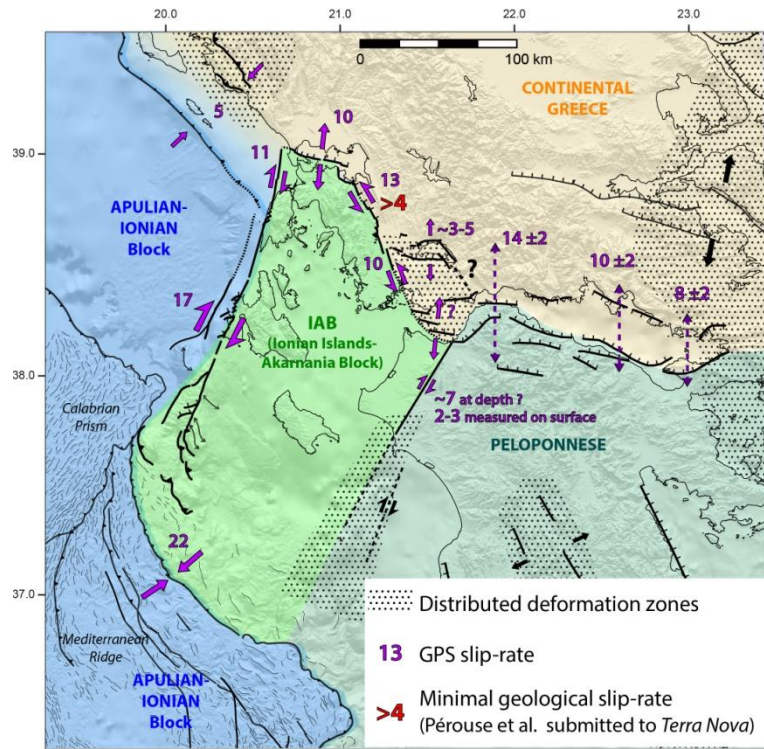 20.0 21.0 22.0 23.0
0 100 km
CONTINENTAL
GREECE
5
10
39.0
11
13
>4
APULIAN-
IONIAN
Block
~3-5
14 ±2
?
10
10 ±2
8 ±2
17
?
IAB
(Ionian Islands-
Akarnania Block)
38.0
~7 at depth ?
2-3 measured on surface
Calabrian
Prism
PELOPONNESE
22
37.0
Mediterranean
Ridge
APULIAN-
IONIAN
Block
Distributed deformation zones
13 GPS slip-rate
>4 Minimal geological slip-rate
(Pérouse et al. submitted to Terra Nova)